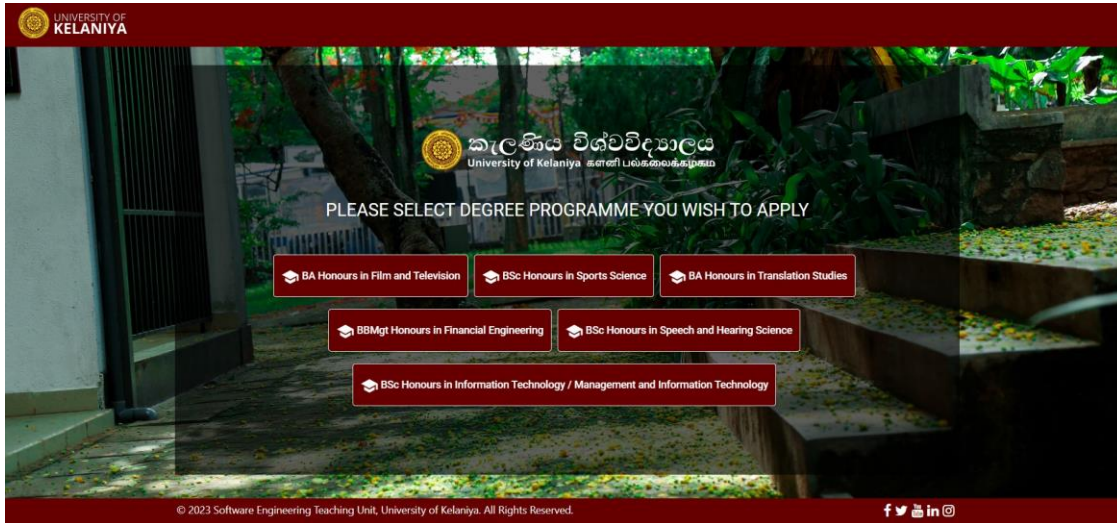 UNIVERSITY OF
KELANIYA
කැලණිය විශ්වවිද්‍යාලය
University of Kelaniya களனி பல்கலைக்கழகம்
PLEASE SELECT DEGREE PROGRAMME YOU WISH TO APPLY
BA Honours in Film and Television BSc Honours in Sports Science BA Honours in Translation Studies
BBMgt Honours in Financial Engineering BSc Honours in Speech and Hearing Science
BSc Honours in Information Technology / Management and Information Technology
© 2023 Software Engineering Teaching Unit, University of Kelaniya. All Rights Reserved.